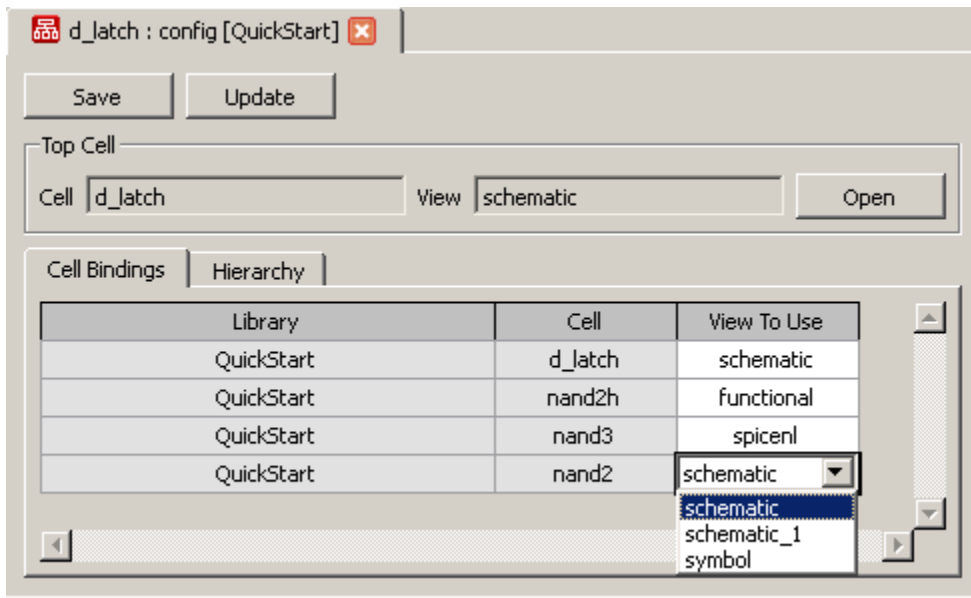 d_latch : config [QuickStart]
Save Update
Top Cell
Cell d_latch View schematic Open
Cell Bindings Hierarchy
Library Cell View To Use
QuickStart d_latch schematic
QuickStart nand2h functional
QuickStart nand3 spicenl
QuickStart nand2 schematic
schematic
schematic_1
symbol